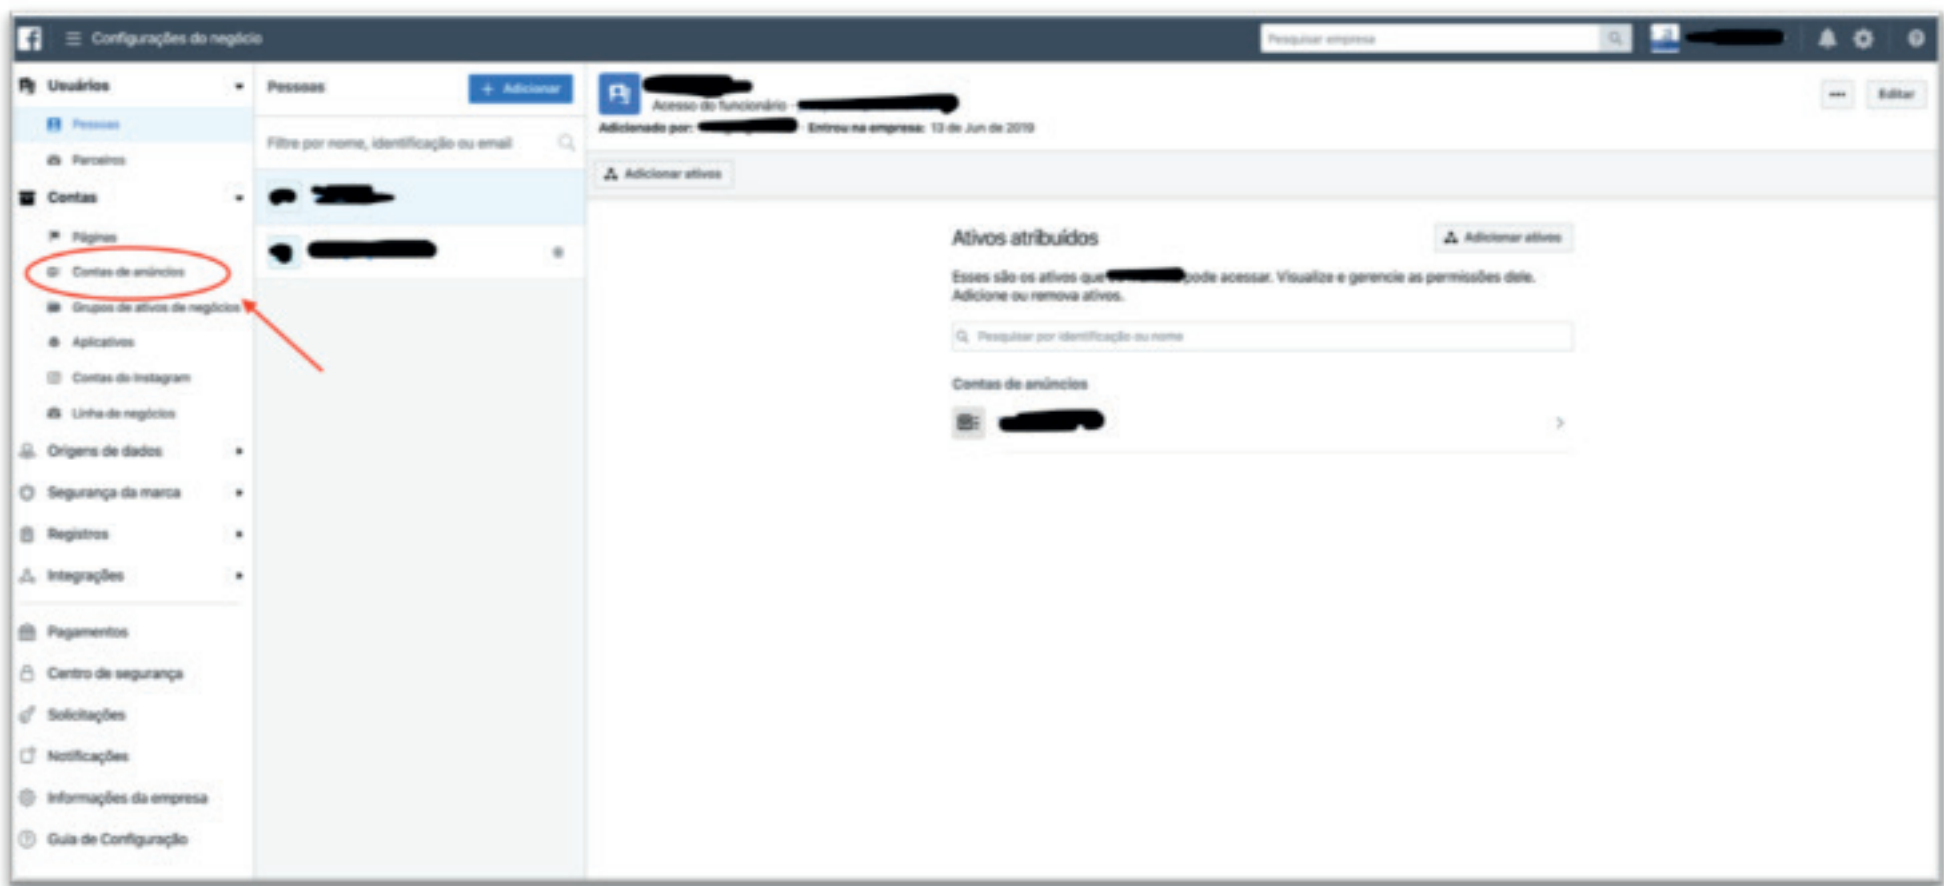 Configurações do negócio
Pesquisar empresa
Usuários
Pessoas
Parceiros
Contas
Páginas
Contas de anúncios
Grupos de ativos de negócios
Aplicativos
Contas do Instagram
Linha de negócios
Origens de dados
Segurança da marca
Registros
Integrações
Pagamentos
Centro de segurança
Solicitações
Notificações
Informações da empresa
Guia de Configuração
Pessoas
+ Adicionar
Filtre por nome, identificação ou email
Acesso do funcionário ·
Adicionado por: · Entrou na empresa: 13 de Jun de 2019
... Editar
Adicionar ativos
Ativos atribuídos
Adicionar ativos
Esses são os ativos que pode acessar. Visualize e gerencie as permissões dele.
Adicione ou remova ativos.
Pesquisar por identificação ou nome
Contas de anúncios